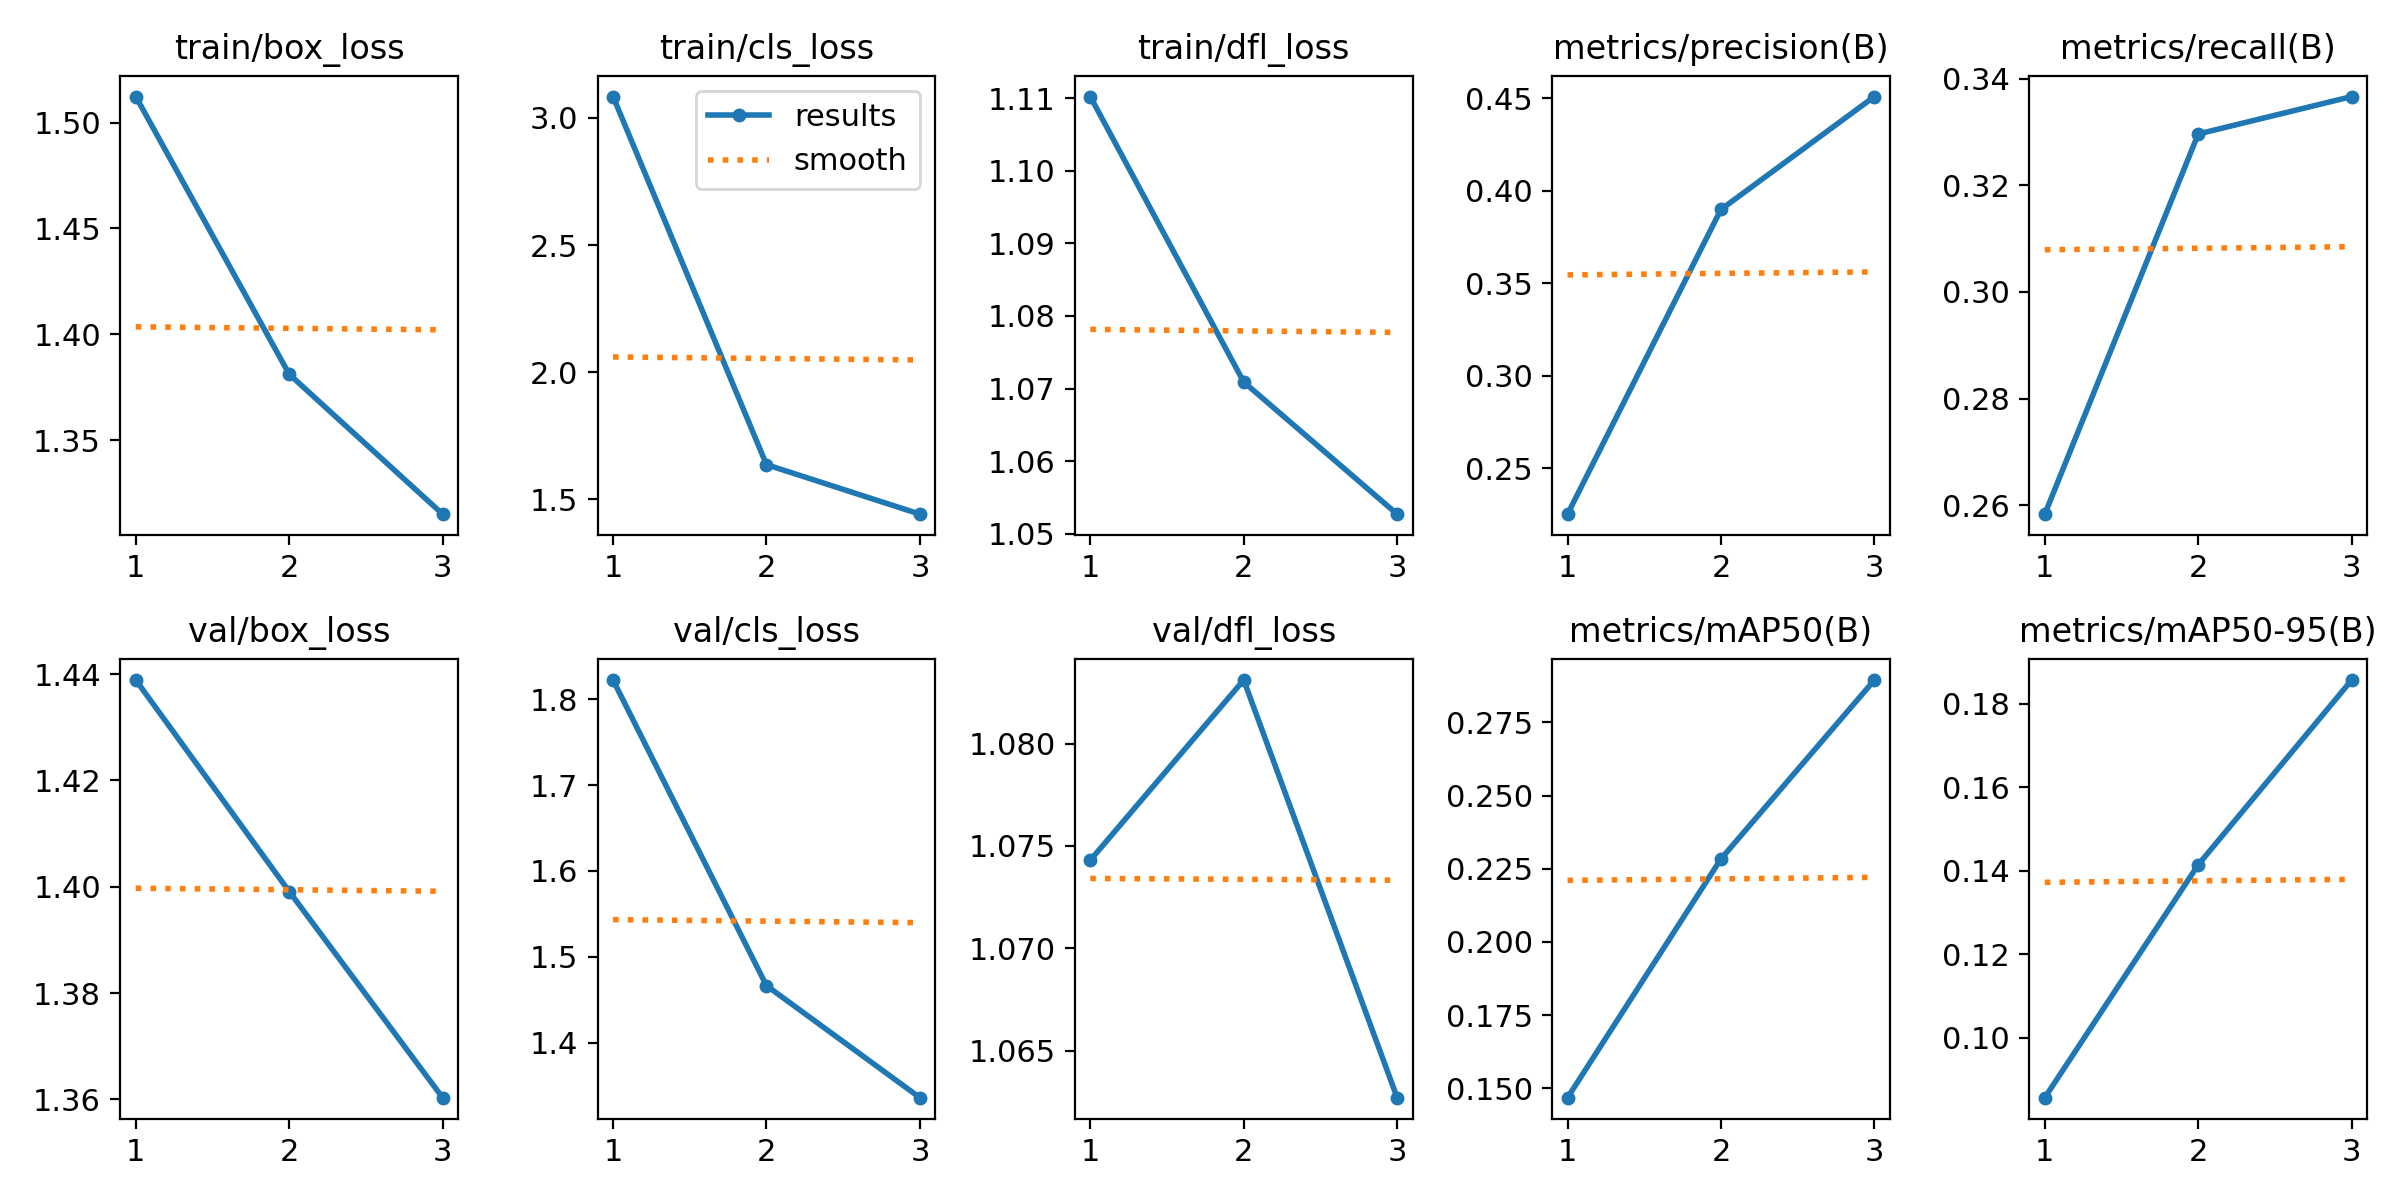 train/box_loss
1.50
1.45
1.40
1.35
1 2 3
train/cls_loss
3.0
2.5
2.0
1.5
results
smooth
1 2 3
train/dfl_loss
1.11
1.10
1.09
1.08
1.07
1.06
1.05
1 2 3
metrics/precision(B)
0.45
0.40
0.35
0.30
0.25
1 2 3
metrics/recall(B)
0.34
0.32
0.30
0.28
0.26
1 2 3
val/box_loss
1.44
1.42
1.40
1.38
1.36
1 2 3
val/cls_loss
1.8
1.7
1.6
1.5
1.4
1 2 3
val/dfl_loss
1.080
1.075
1.070
1.065
1 2 3
metrics/mAP50(B)
0.275
0.250
0.225
0.200
0.175
0.150
1 2 3
metrics/mAP50-95(B)
0.18
0.16
0.14
0.12
0.10
1 2 3